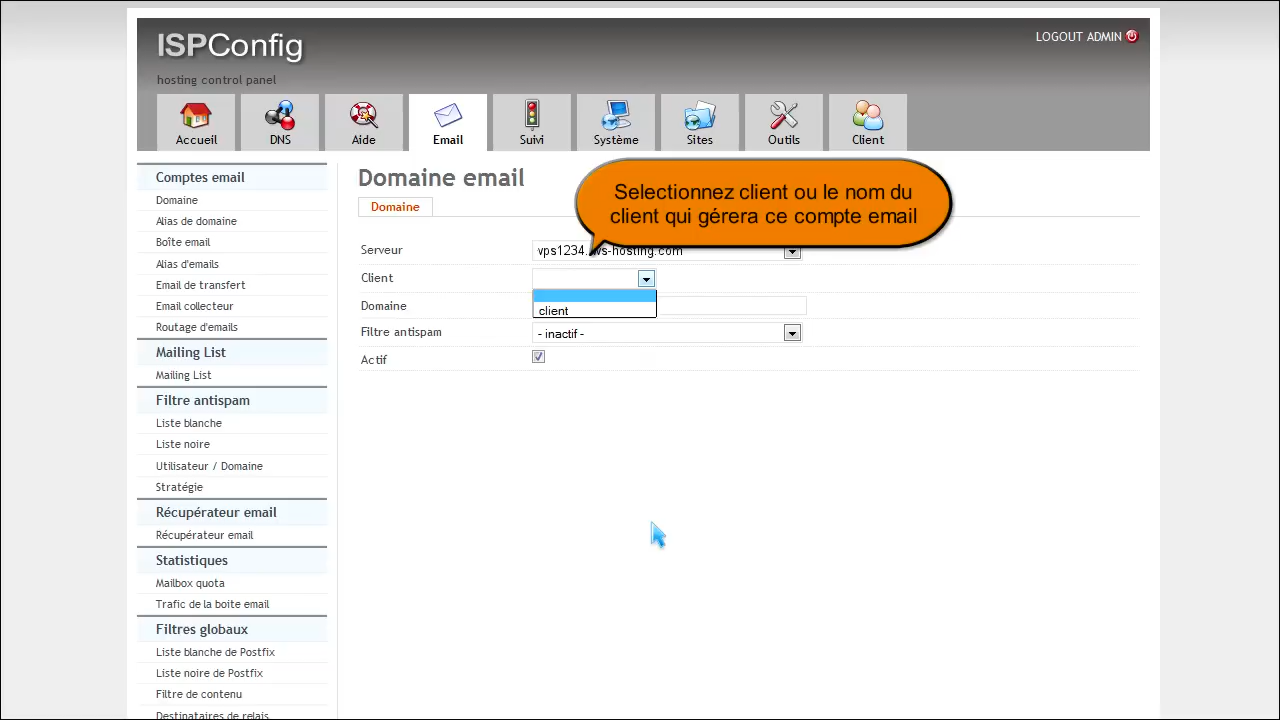 ISPConfig
LOGOUT ADMIN
hosting control panel
Accueil
DNS
Aide
Email
Suivi
Système
Sites
Outils
Client
Comptes email
Domaine
Alias de domaine
Boîte email
Alias d'emails
Email de transfert
Email collecteur
Routage d'emails
Mailing List
Mailing List
Filtre antispam
Liste blanche
Liste noire
Utilisateur / Domaine
Stratégie
Récupérateur email
Récupérateur email
Statistiques
Mailbox quota
Trafic de la boite email
Filtres globaux
Liste blanche de Postfix
Liste noire de Postfix
Filtre de contenu
Destinataires de relais
Domaine email
Domaine
Selectionnez client ou le nom du
client qui gérera ce compte email
Serveur
vps1234. vs-hosting.com
Client
client
Domaine
Filtre antispam
- inactif -
Actif